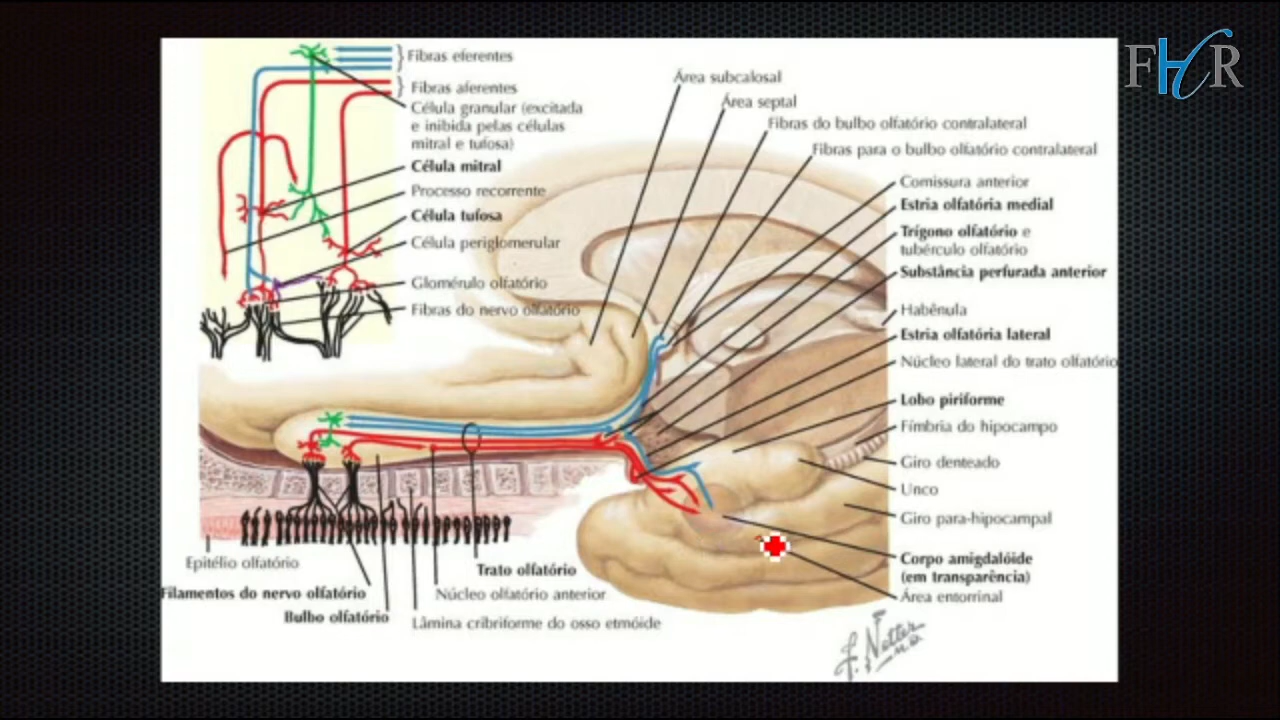 FHR
Fibras eferentes
Fibras aferentes
Célula granular (excitada
e inibida pelas células
mitral e tufosa)
Célula mitral
Processo recorrente
Célula tufosa
Célula periglomerular
Glomérulo olfatório
Fibras do nervo olfatório
Área subcalosal
Área septal
Fibras do bulbo olfatório contralateral
Fibras para o bulbo olfatório contralateral
Comissura anterior
Estria olfatória medial
Trígono olfatório e
tubérculo olfatório
Substância perfurada anterior
Habênula
Estria olfatória lateral
Núcleo lateral do trato olfatório
Lobo piriforme
Fímbria do hipocampo
Giro denteado
Unco
Giro para-hipocampal
Corpo amigdalóide
(em transparência)
Área entorrinal
Epitélio olfatório
Filamentos do nervo olfatório
Bulbo olfatório
Trato olfatório
Núcleo olfatório anterior
Lâmina cribriforme do osso etmóide
F. Netter
M.D.